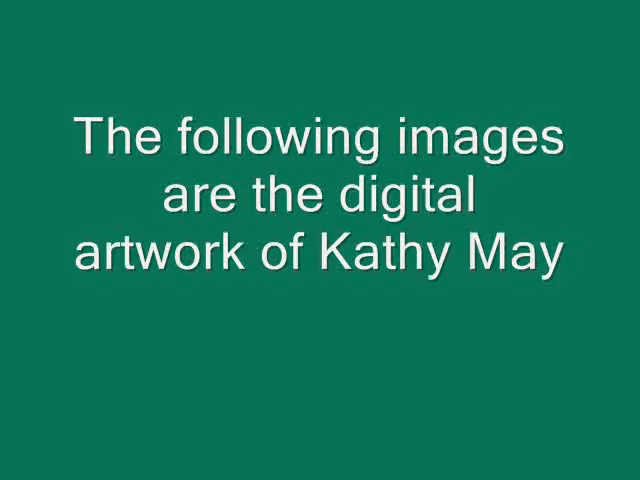 The following images
are the digital
artwork of Kathy May